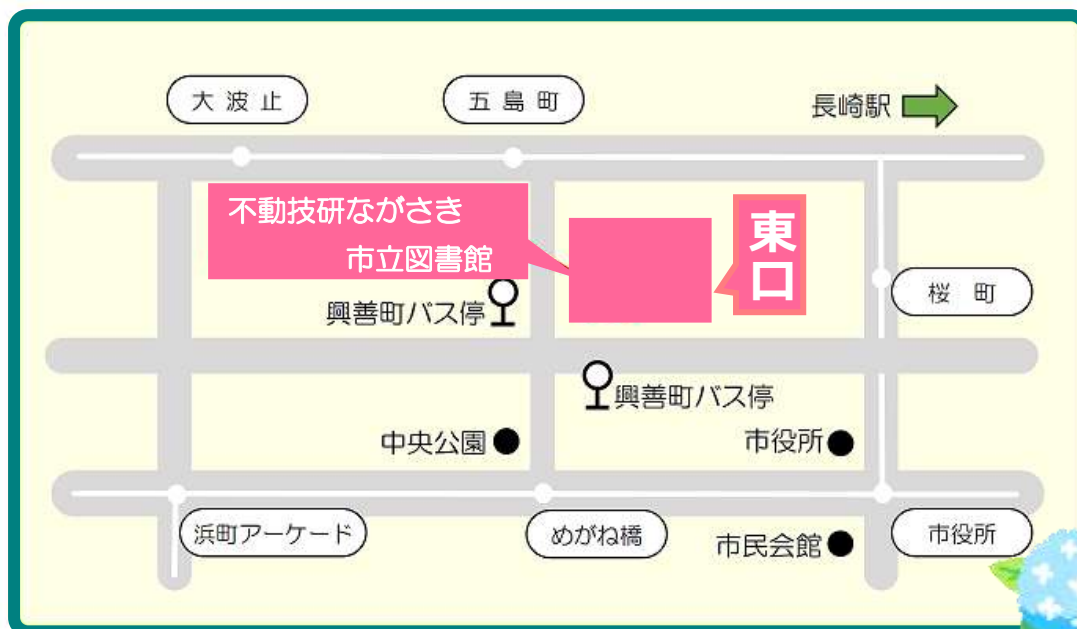 大波止
五島町
長崎駅
不動技研ながさき
市立図書館
東口
桜町
興善町バス停
興善町バス停
中央公園
市役所
浜町アーケード
めがね橋
市民会館
市役所